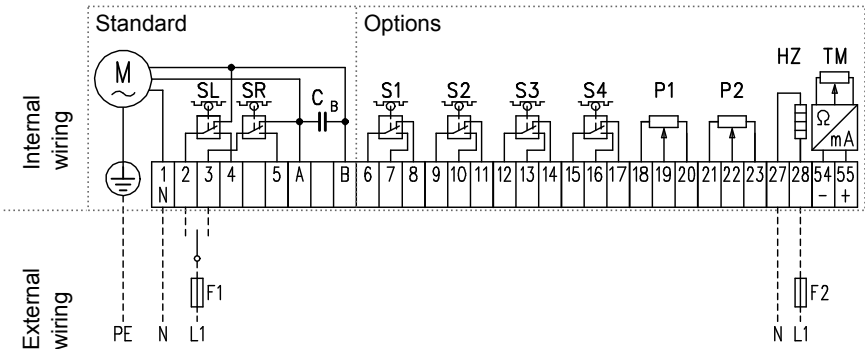 Standard
Options
Internal
wiring
M
~
SL SR
C B
S1 S2 S3 S4 P1 P2 HZ TM
Ω
mA
1 2 3 4 5 A B 6 7 8 9 10 11 12 13 14 15 16 17 18 19 20 21 22 23 27 28 54 55
N - +
External
wiring
F1 F2
PE N L1 N L1